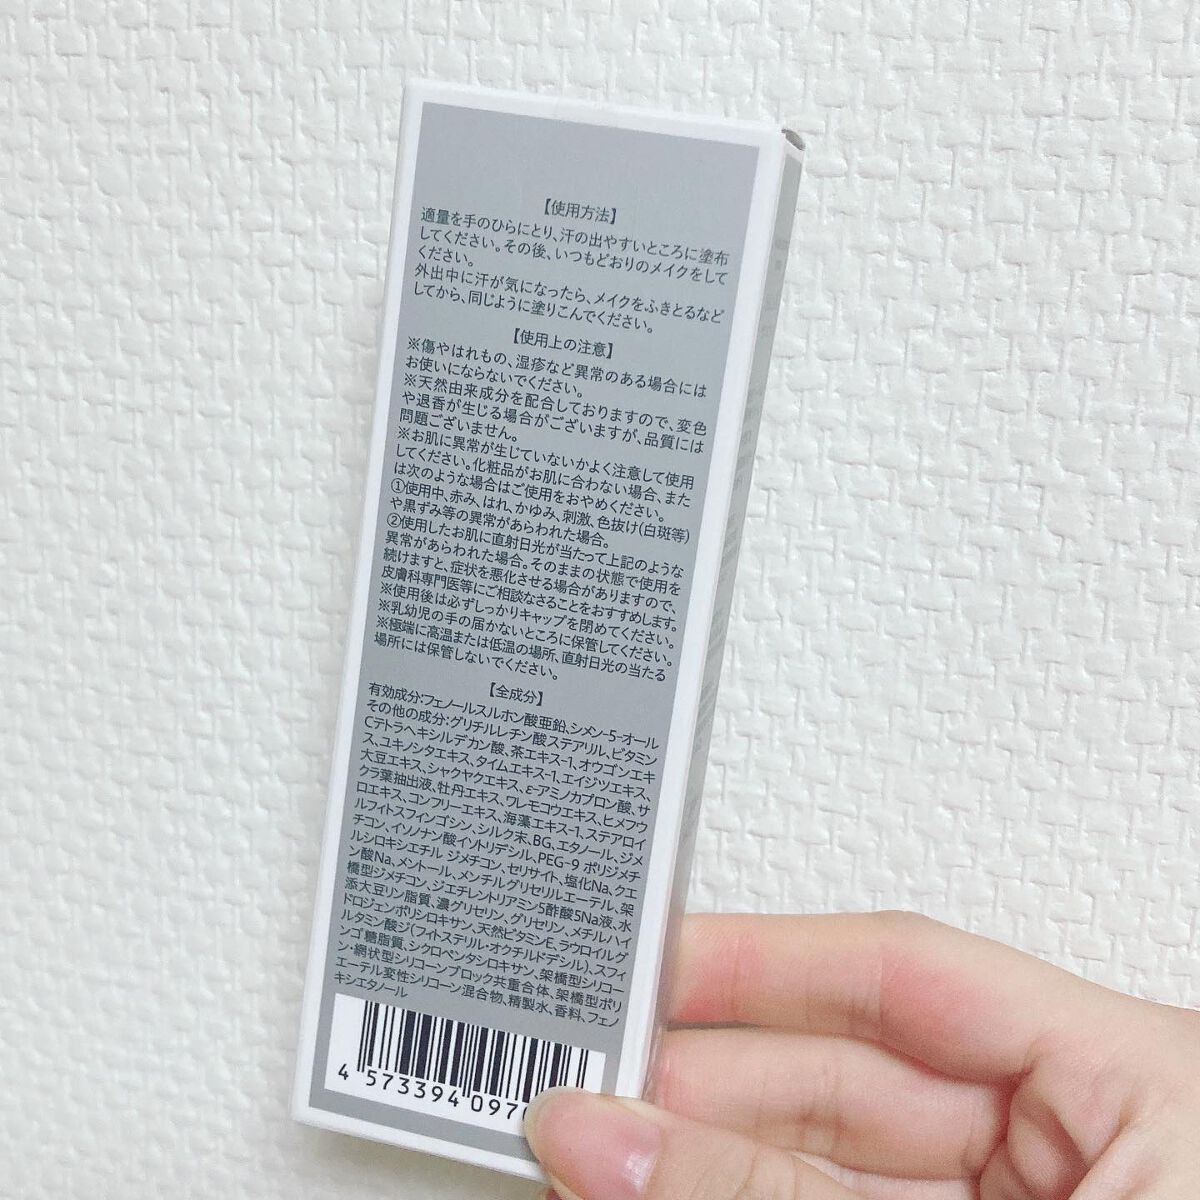 【使用方法】
適量を手のひらにとり、汗の出やすいところに塗布
してください。その後、いつもどおりのメイクをして
ください。
外出中に汗が気になったら、メイクをふきとるなど
してから、同じように塗りこんでください。
【使用上の注意】
※傷やはれもの、湿疹など異常のある場合には
お使いにならないでください。
※天然由来成分を配合しておりますので、変色
や退香が生じる場合がございますが、品質には
問題ございません。
※お肌に異常が生じていないかよく注意して使用
してください。化粧品がお肌に合わない場合、また
は次のような場合はご使用をおやめください。
①使用中、赤み、はれ、かゆみ、刺激、色抜け(白斑等)
や黒ずみ等の異常があらわれた場合。
②使用したお肌に直射日光が当たって上記のような
異常があらわれた場合。そのままの状態で使用を
続けますと、症状を悪化させる場合がありますので、
皮膚科専門医等にご相談なさることをおすすめします。
※使用後は必ずしっかりキャップを閉めてください。
※乳幼児の手の届かないところに保管してください。
※極端に高温または低温の場所、直射日光の当たる
場所には保管しないでください。
【全成分】
有効成分:フェノールスルホン酸亜鉛、シメン-5-オール
その他の成分:グリチルレチン酸ステアリル、ビタミン
Cテトラヘキシルデカン酸、茶エキス-1、オウゴンエキ
ス、ユキノシタエキス、タイムエキス-1、エイジツエキス、
大豆エキス、シャクヤクエキス、ε-アミノカプロン酸、サ
クラ葉抽出液、牡丹エキス、ワレモコウエキス、ヒメフウ
ロエキス、コンフリーエキス、海藻エキス-1、ステアロイ
ルフィトスフィンゴシン、シルク末、BG、エタノール、ジメ
チコン、イソノナン酸イソトリデシル、PEG-9 ポリジメチ
ルシロキシエチル ジメチコン、セリサイト、塩化Na、クエ
ン酸Na、メントール、メンチルグリセリルエーテル、架
橋型ジメチコン、ジエチレントリアミン5酢酸5Na液、水
添大豆リン脂質、濃グリセリン、グリセリン、メチルハイ
ドロジェンポリシロキサン、天然ビタミンE、ラウロイルグ
ルタミン酸ジ(フィトステリル・オクチルドデシル)、スフィ
ンゴ糖脂質、シクロペンタシロキサン、架橋型シリコー
ン・網状型シリコーンブロック共重合体、架橋型ポリ
エーテル変性シリコーン混合物、精製水、香料、フェノ
キシエタノール
4 573394 097